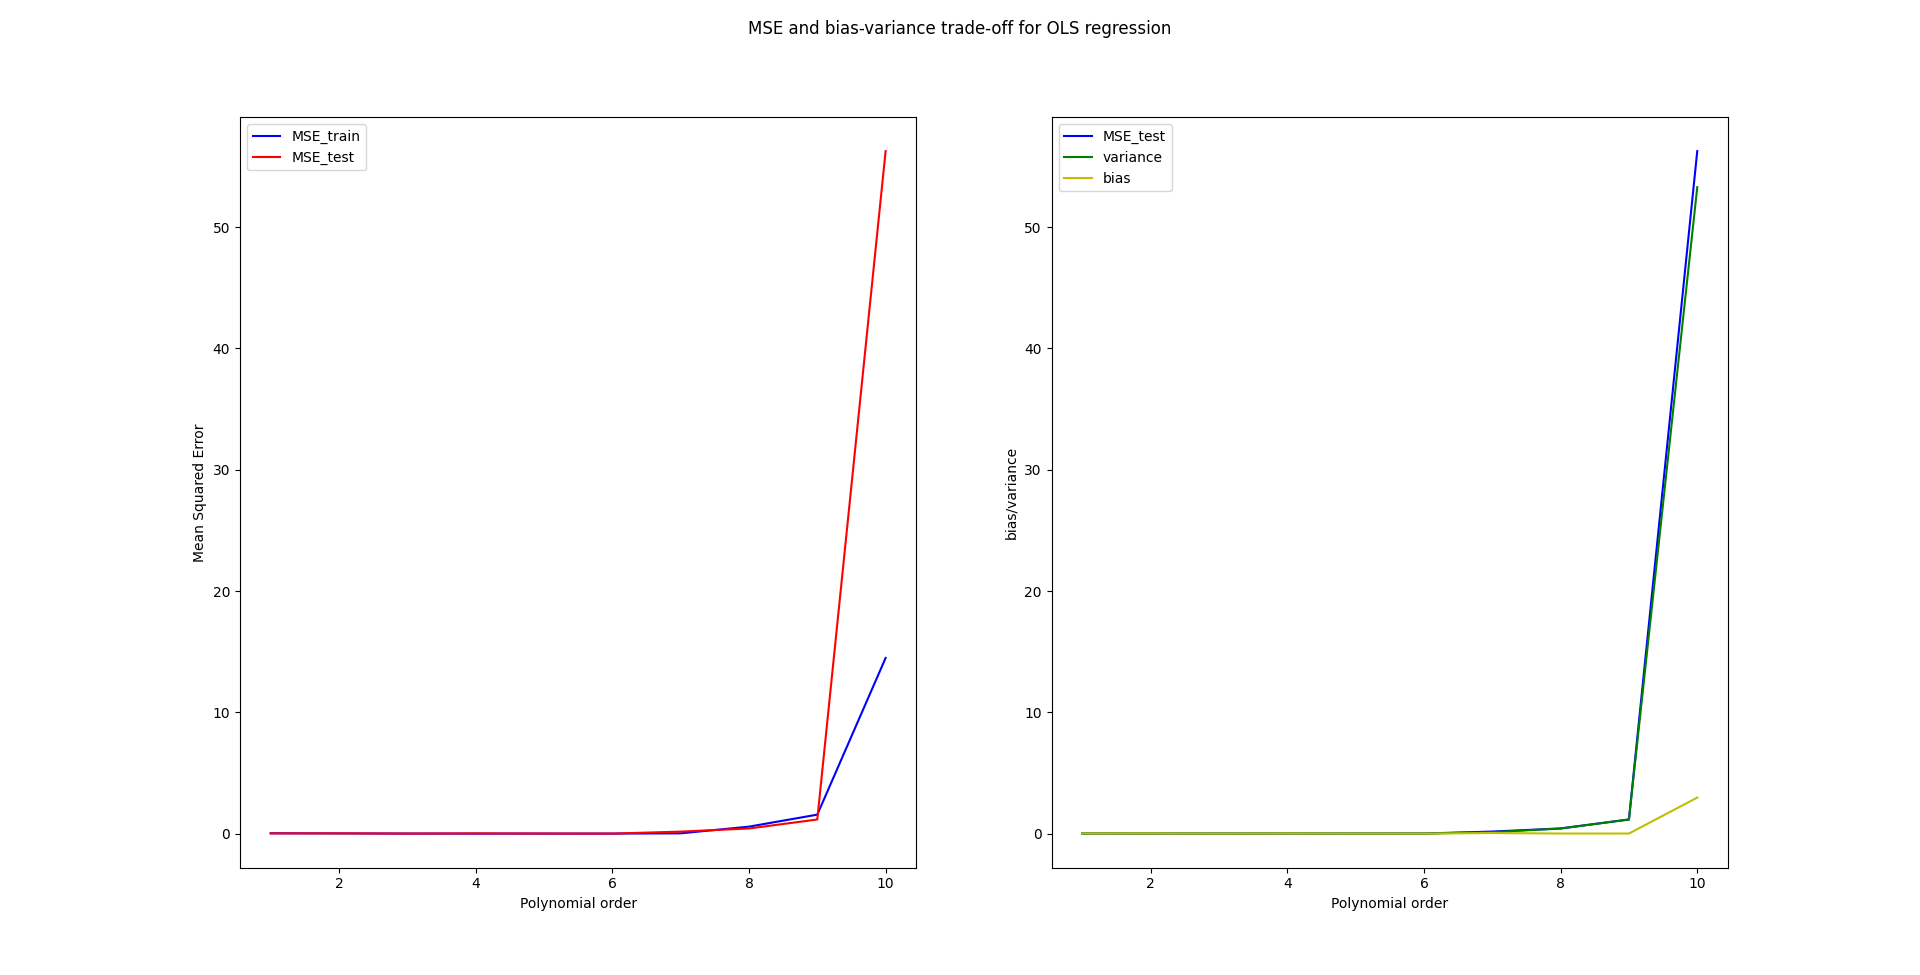 MSE and bias-variance trade-off for OLS regression
MSE_train
MSE_test
50
40
30
20
10
0
Mean Squared Error
2
4
6
8
10
Polynomial order
MSE_test
variance
bias
50
40
30
20
10
0
bias/variance
2
4
6
8
10
Polynomial order